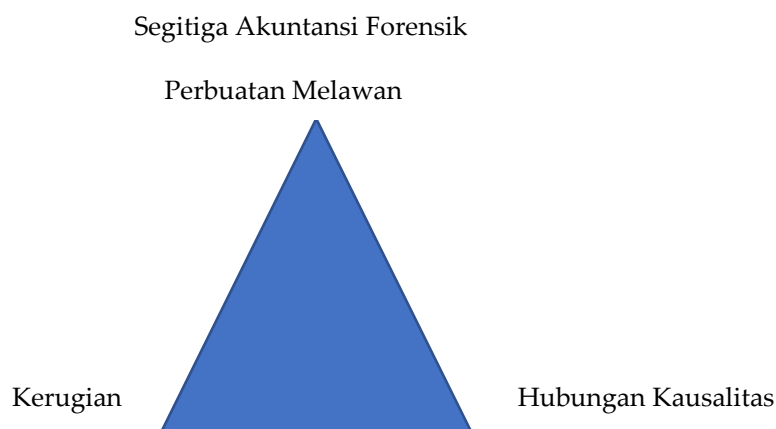 Segitiga Akuntansi Forensik
Perbuatan Melawan
Kerugian
Hubungan Kausalitas